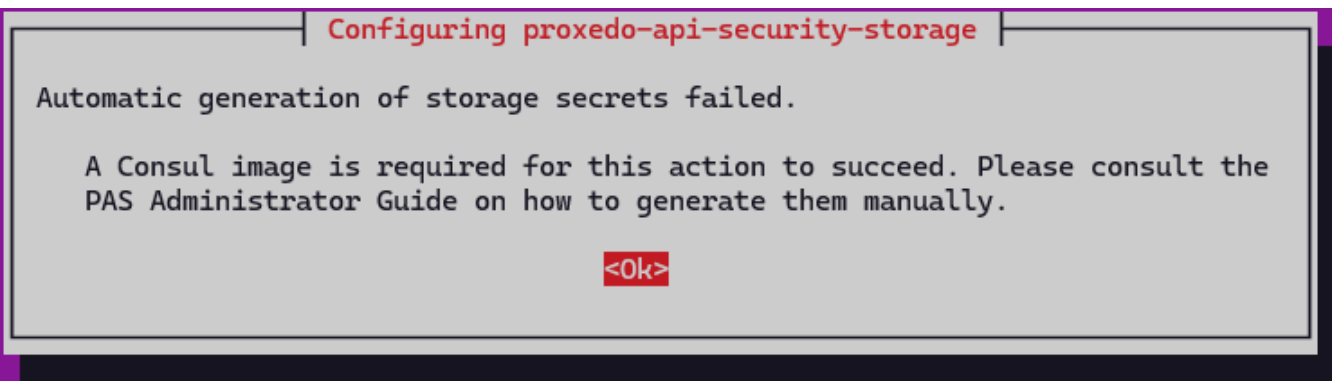 Configuring proxedo-api-security-storage
Automatic generation of storage secrets failed.
A Consul image is required for this action to succeed. Please consult the
PAS Administrator Guide on how to generate them manually.
<Ok>